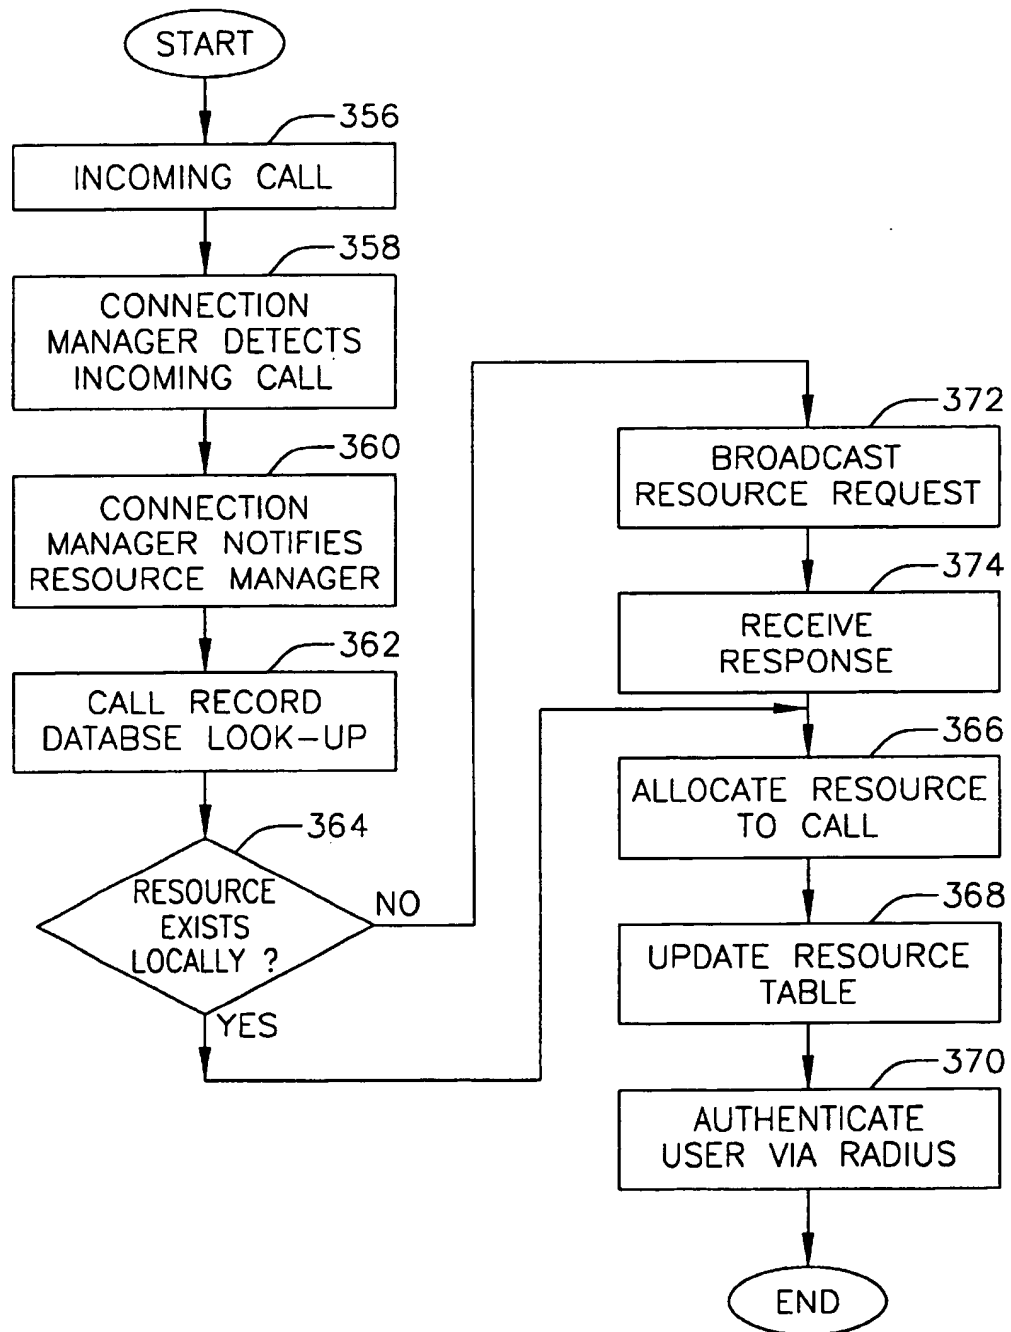 START
356
INCOMING CALL
358
CONNECTION
MANAGER DETECTS
INCOMING CALL
360
CONNECTION
MANAGER NOTIFIES
RESOURCE MANAGER
362
CALL RECORD
DATABSE LOOK-UP
364
RESOURCE
EXISTS
LOCALLY ?
NO
YES
372
BROADCAST
RESOURCE REQUEST
374
RECEIVE
RESPONSE
366
ALLOCATE RESOURCE
TO CALL
368
UPDATE RESOURCE
TABLE
370
AUTHENTICATE
USER VIA RADIUS
END